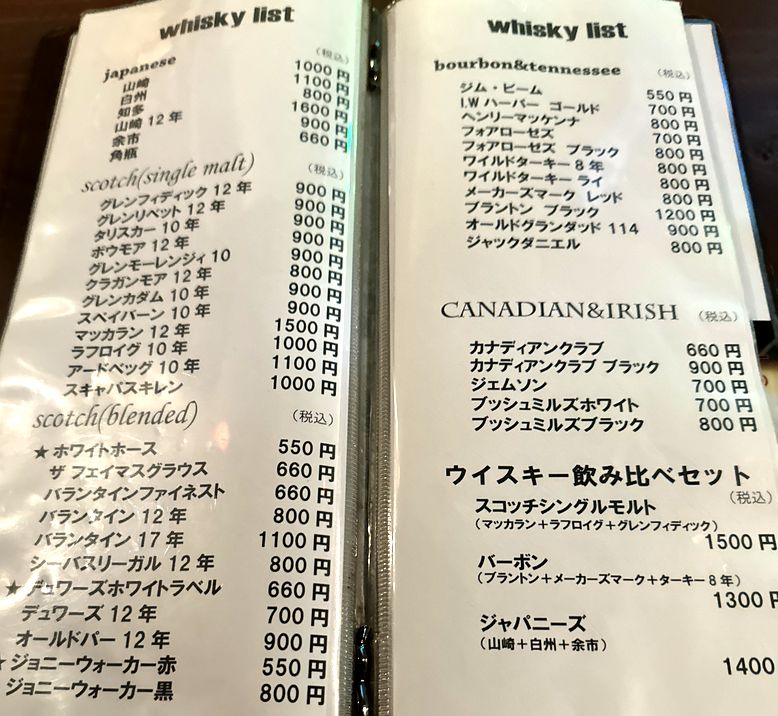 whisky list
japanese (税込)
山崎 1000円
白州 1100円
知多 800円
山崎 12年 1600円
余市 900円
角瓶 660円
scotch(single malt) (税込)
グレンフィディック 12年 900円
グレンリベット 12年 900円
タリスカー 10年 900円
ボウモア 12年 900円
グレンモーレンジィ 10 900円
クラガンモア 12年 800円
グレンカダム 10年 900円
スペイバーン 10年 900円
マッカラン 12年 1500円
ラフロイグ 10年 1000円
アードベッグ 10年 1100円
スキャパスキレン 1000円
scotch(blended) (税込)
★ホワイトホース 550円
ザ フェイマスグラウス 660円
バランタインファイネスト 660円
バランタイン 12年 800円
バランタイン 17年 1100円
シーバスリーガル 12年 800円
★デュワーズホワイトラベル 660円
デュワーズ 12年 700円
オールドパー 12年 900円
★ジョニーウォーカー赤 550円
ジョニーウォーカー黒 800円
whisky list
bourbon&tennessee (税込)
ジム・ビーム 550円
I.W ハーパー ゴールド 700円
ヘンリーマッケンナ 800円
フォアローゼズ 700円
フォアローゼズ ブラック 800円
ワイルドターキー 8年 800円
ワイルドターキー ライ 800円
メーカーズマーク レッド 800円
ブラントン ブラック 1200円
オールドグランダッド 114 900円
ジャックダニエル 800円
CANADIAN&IRISH (税込)
カナディアンクラブ 660円
カナディアンクラブ ブラック 900円
ジェムソン 700円
ブッシュミルズホワイト 700円
ブッシュミルズブラック 800円
ウイスキー飲み比べセット
(税込)
スコッチシングルモルト
(マッカラン＋ラフロイグ＋グレンフィディック)
1500円
バーボン
(ブラントン＋メーカーズマーク＋ターキー8年)
1300円
ジャパニーズ
(山崎＋白州＋余市)
1400